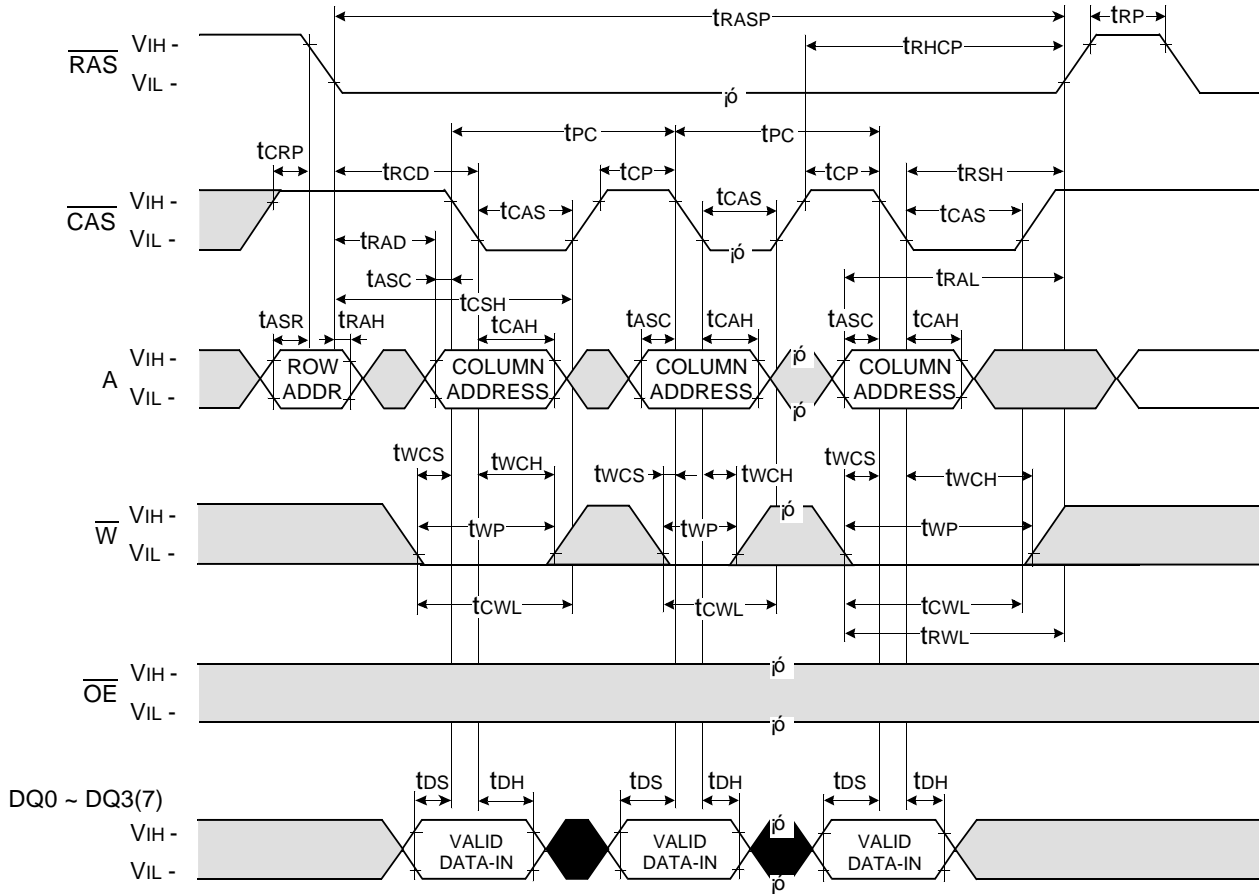 tRASP
tRP
tRHCP
RAS
VIH -
VIL -
¡ó
tCRP
tPC
tPC
tRCD
tCP
tCP
tRSH
CAS
VIH -
VIL -
tCAS
tCAS
tCAS
¡ó
tRAD
tASC
tCSH
tRAL
tASR
tRAH
tCAH
tASC
tCAH
tASC
tCAH
A
VIH -
VIL -
ROW
ADDR
COLUMN
ADDRESS
COLUMN
ADDRESS
¡ó
¡ó
COLUMN
ADDRESS
tWCS
tWCH
tWCS
tWCH
tWCS
tWCH
W
VIH -
VIL -
tWP
tWP
¡ó
tWP
tCWL
tCWL
tCWL
tRWL
OE
VIH -
VIL -
¡ó
¡ó
tDS
tDH
tDS
tDH
tDS
tDH
DQ0 ~ DQ3(7)
VIH -
VIL -
VALID
DATA-IN
VALID
DATA-IN
¡ó
¡ó
VALID
DATA-IN